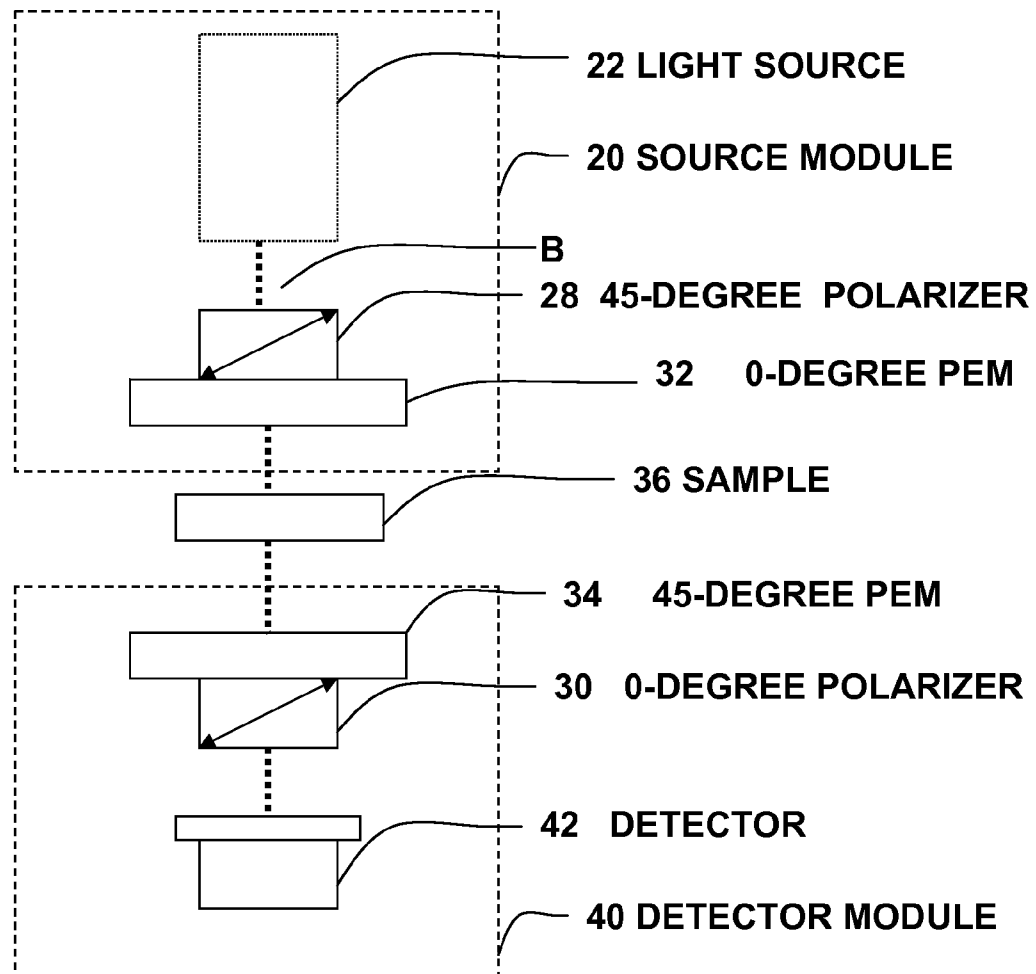 22 LIGHT SOURCE
20 SOURCE MODULE
B
28 45-DEGREE POLARIZER
32 0-DEGREE PEM
36 SAMPLE
34 45-DEGREE PEM
30 0-DEGREE POLARIZER
42 DETECTOR
40 DETECTOR MODULE